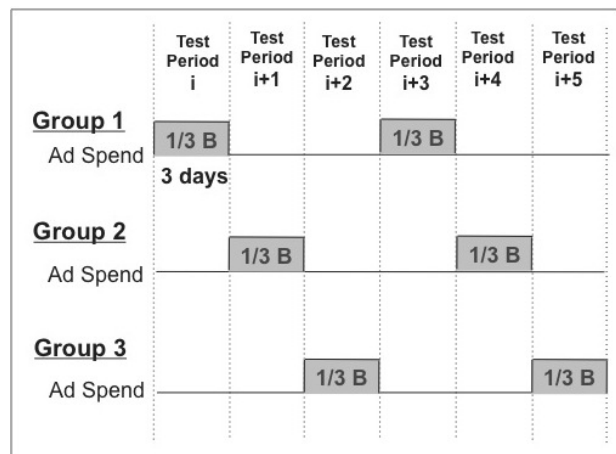 Test Period i
Test Period i+1
Test Period i+2
Test Period i+3
Test Period i+4
Test Period i+5
Group 1
Ad Spend
1/3 B
1/3 B
3 days
Group 2
Ad Spend
1/3 B
1/3 B
Group 3
Ad Spend
1/3 B
1/3 B